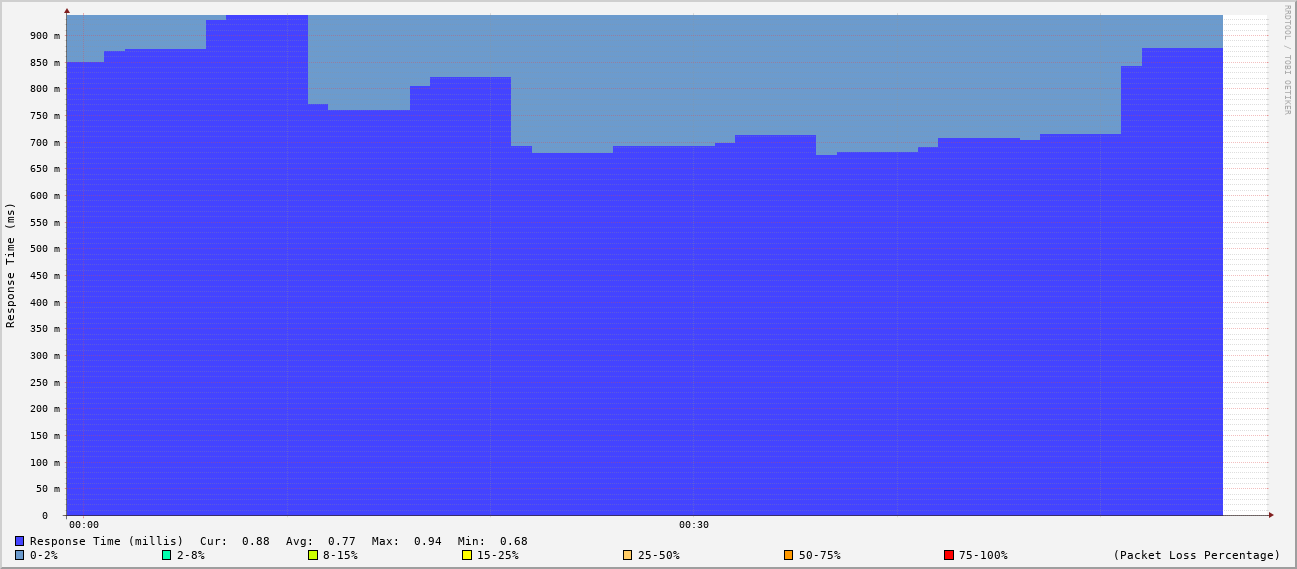 RRDTOOL / TOBI OETIKER
Response Time (ms)
900 m
850 m
800 m
750 m
700 m
650 m
600 m
550 m
500 m
450 m
400 m
350 m
300 m
250 m
200 m
150 m
100 m
50 m
0
00:00 00:30
Response Time (millis) Cur: 0.88 Avg: 0.77 Max: 0.94 Min: 0.68
0-2% 2-8% 8-15% 15-25% 25-50% 50-75% 75-100% (Packet Loss Percentage)